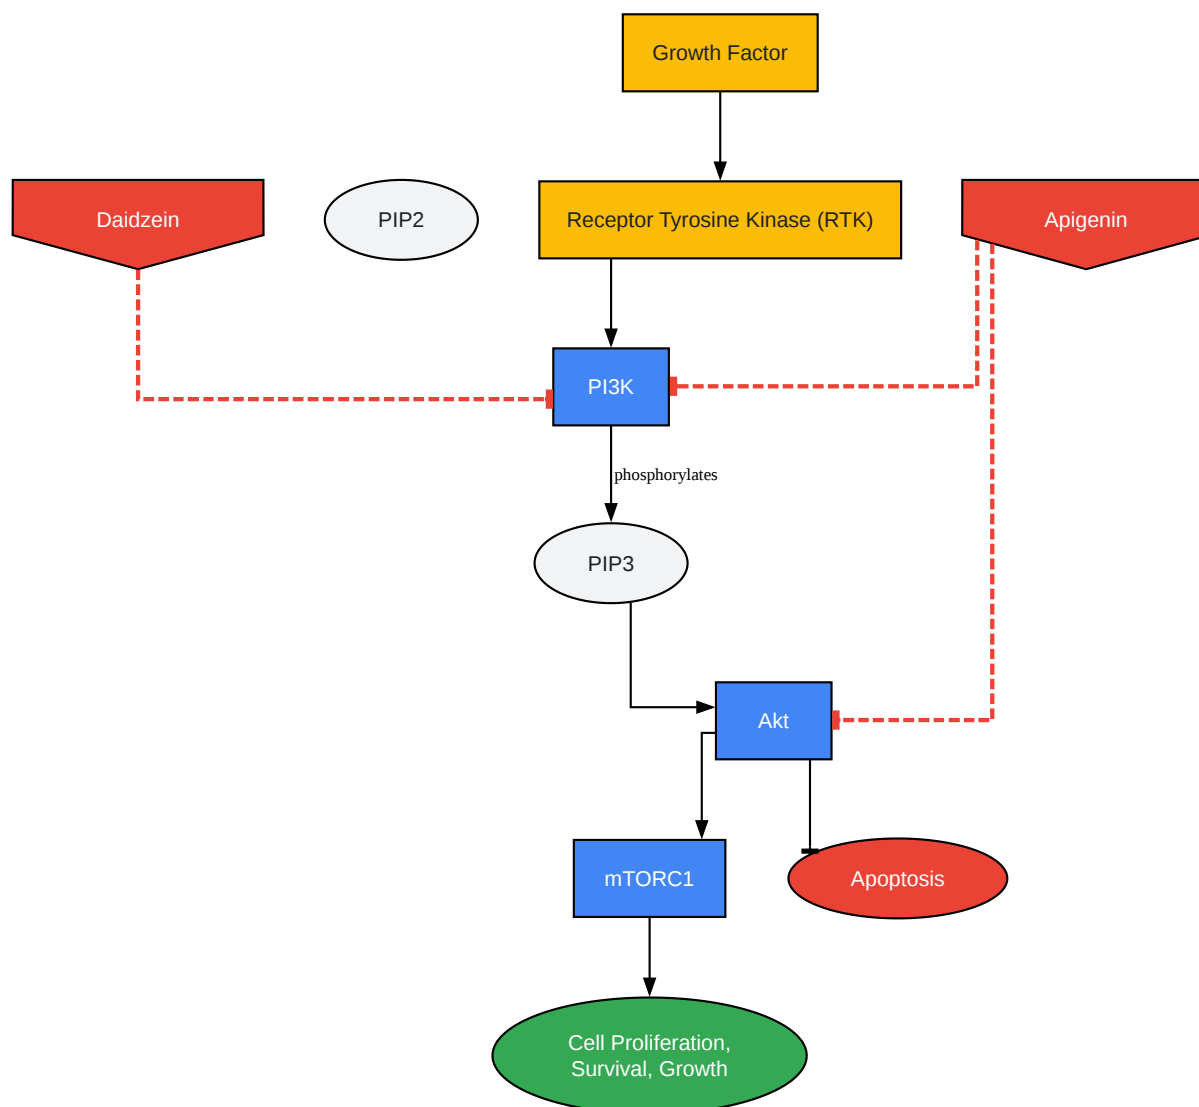 Growth Factor
Daidzein
PIP2
Receptor Tyrosine Kinase (RTK)
Apigenin
PI3K
phosphorylates
PIP3
Akt
mTORC1
Apoptosis
Cell Proliferation,
Survival, Growth